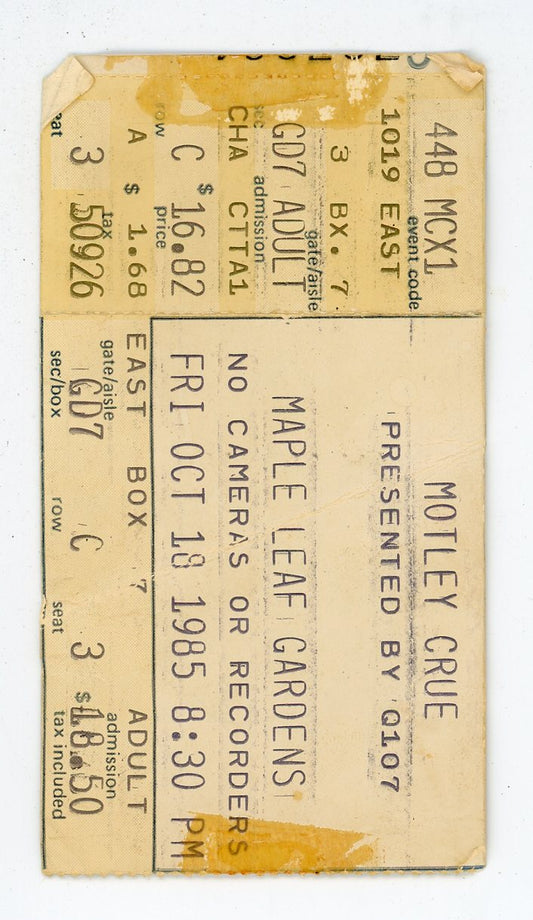 448 MCX1
event code
1019 EAST
3 BX. 7
gate/aisle
GD7 ADULT
admission
CHA CTTA1
C $16.82
row price
A $ 1.68
tax
3 50926
MOTLEY CRUE
PRESENTED BY Q107
MAPLE LEAF GARDENS
NO CAMERAS OR RECORDERS
FRI OCT 18 1985 8:30 PM
EAST BOX 7 ADULT
gate/aisle admission
GD7 C 3 $18.50
sec/box row seat tax included